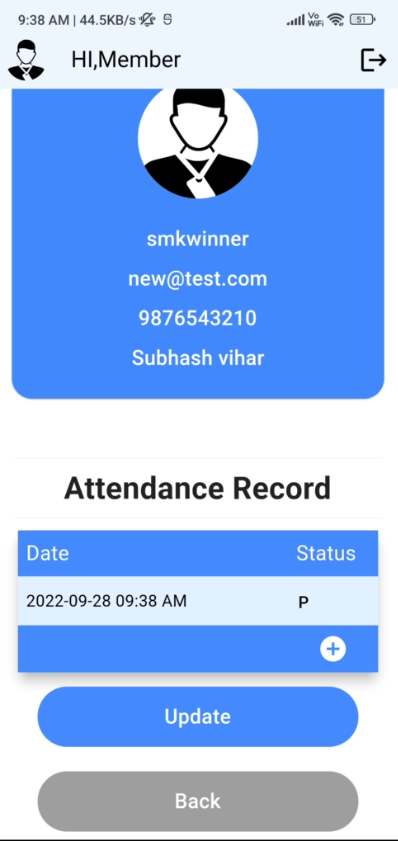 9:38 AM | 44.5KB/s
Vo
WiFi
51
HI,Member
smkwinner
new@test.com
9876543210
Subhash vihar
Attendance Record
Date Status
2022-09-28 09:38 AM P
Update
Back